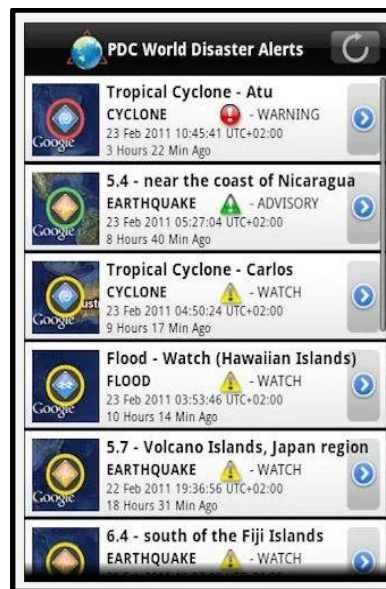 PDC World Disaster Alerts
Tropical Cyclone - Atu
CYCLONE - WARNING
23 Feb 2011 10:45:41 UTC+02:00
3 Hours 22 Min Ago
Google
5.4 - near the coast of Nicaragua
EARTHQUAKE - ADVISORY
23 Feb 2011 05:27:04 UTC+02:00
8 Hours 40 Min Ago
Google
Tropical Cyclone - Carlos
CYCLONE - WATCH
23 Feb 2011 04:50:24 UTC+02:00
9 Hours 17 Min Ago
Google
Flood - Watch (Hawaiian Islands)
FLOOD - WATCH
23 Feb 2011 03:53:46 UTC+02:00
10 Hours 14 Min Ago
Google
5.7 - Volcano Islands, Japan region
EARTHQUAKE - WATCH
22 Feb 2011 19:36:56 UTC+02:00
18 Hours 31 Min Ago
Google
6.4 - south of the Fiji Islands
EARTHQUAKE - WATCH